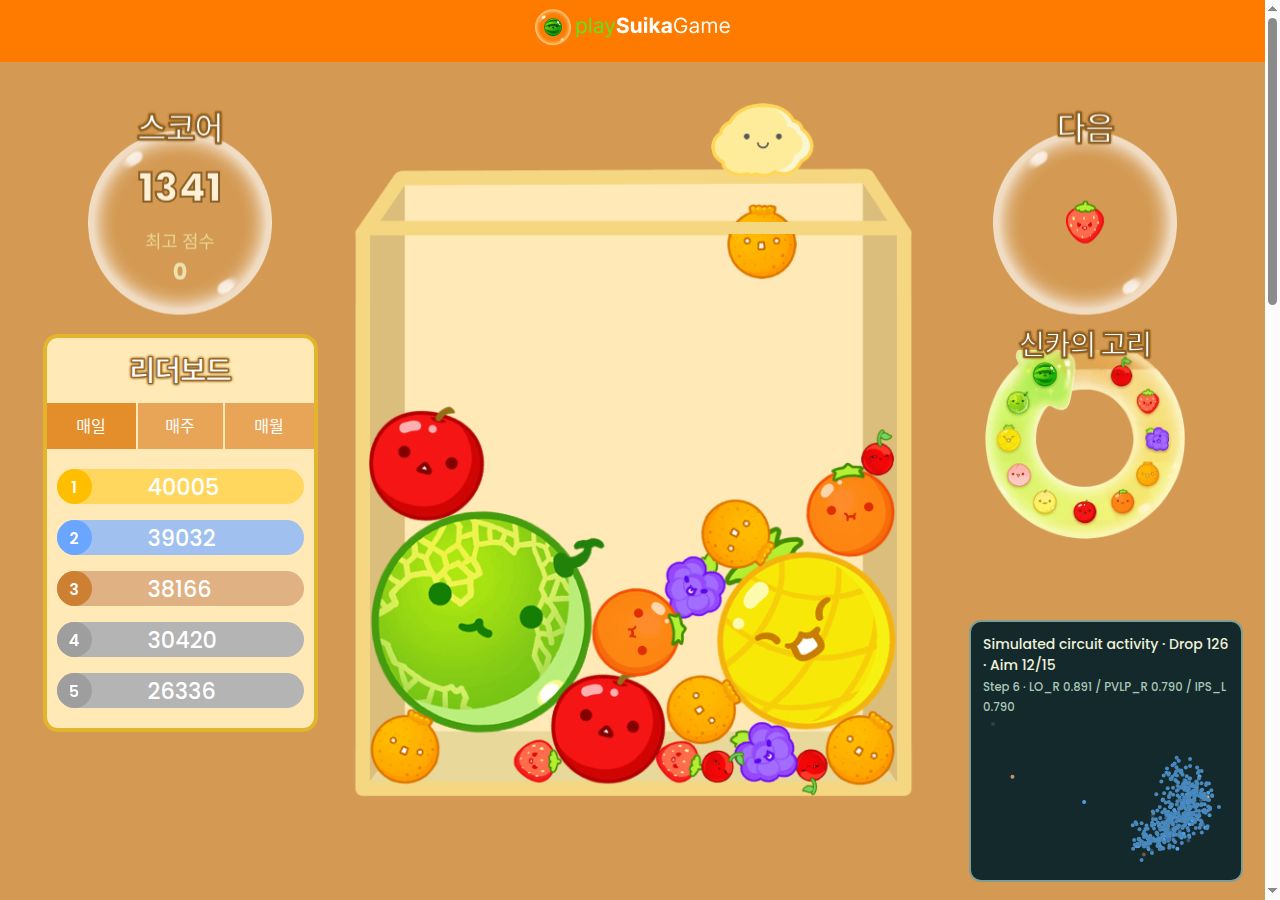 playSuikaGame
스코어
1341
최고 점수
0
다음
리더보드
매일 매주 매월
1 40005
2 39032
3 38166
4 30420
5 26336
신카의 고리
Simulated circuit activity · Drop 126
· Aim 12/15
Step 6 · LO_R 0.891 / PVLP_R 0.790 / IPS_L
0.790